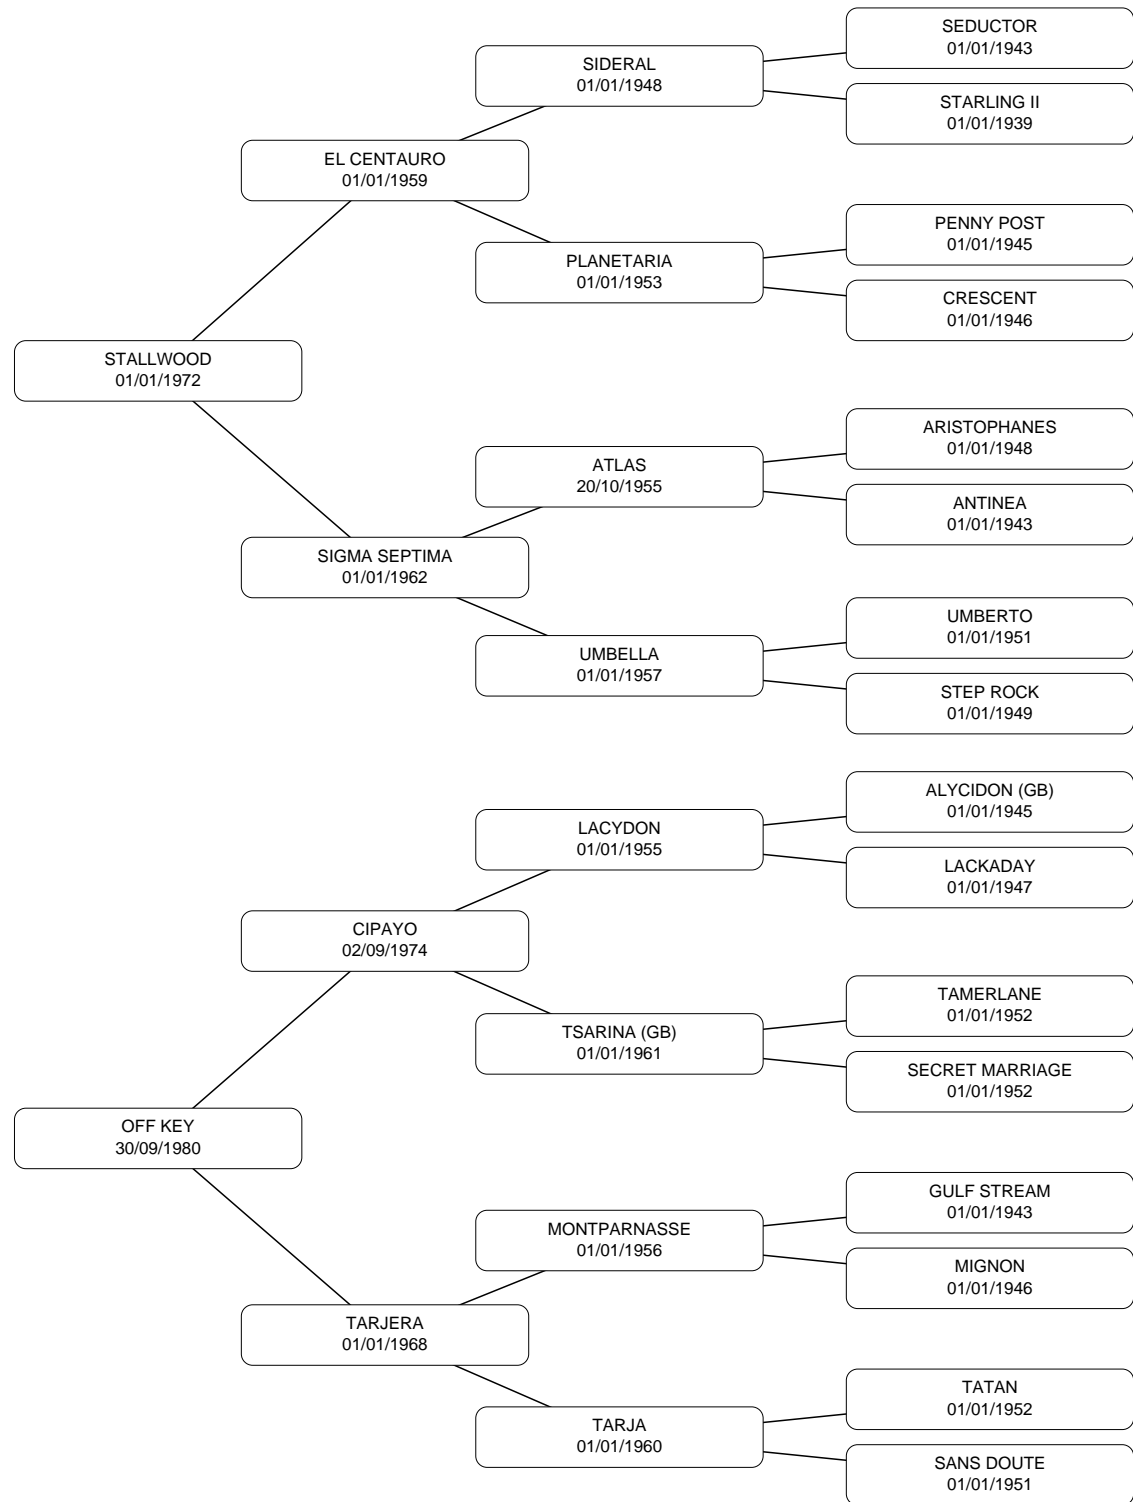 SEDUCTOR
01/01/1943
SIDERAL
01/01/1948
STARLING II
01/01/1939
EL CENTAURO
01/01/1959
PENNY POST
01/01/1945
PLANETARIA
01/01/1953
CRESCENT
01/01/1946
STALLWOOD
01/01/1972
ARISTOPHANES
01/01/1948
ATLAS
20/10/1955
ANTINEA
01/01/1943
SIGMA SEPTIMA
01/01/1962
UMBERTO
01/01/1951
UMBELLA
01/01/1957
STEP ROCK
01/01/1949
ALYCIDON (GB)
01/01/1945
LACYDON
01/01/1955
LACKADAY
01/01/1947
CIPAYO
02/09/1974
TAMERLANE
01/01/1952
TSARINA (GB)
01/01/1961
SECRET MARRIAGE
01/01/1952
OFF KEY
30/09/1980
GULF STREAM
01/01/1943
MONTPARNASSE
01/01/1956
MIGNON
01/01/1946
TARJERA
01/01/1968
TATAN
01/01/1952
TARJA
01/01/1960
SANS DOUTE
01/01/1951